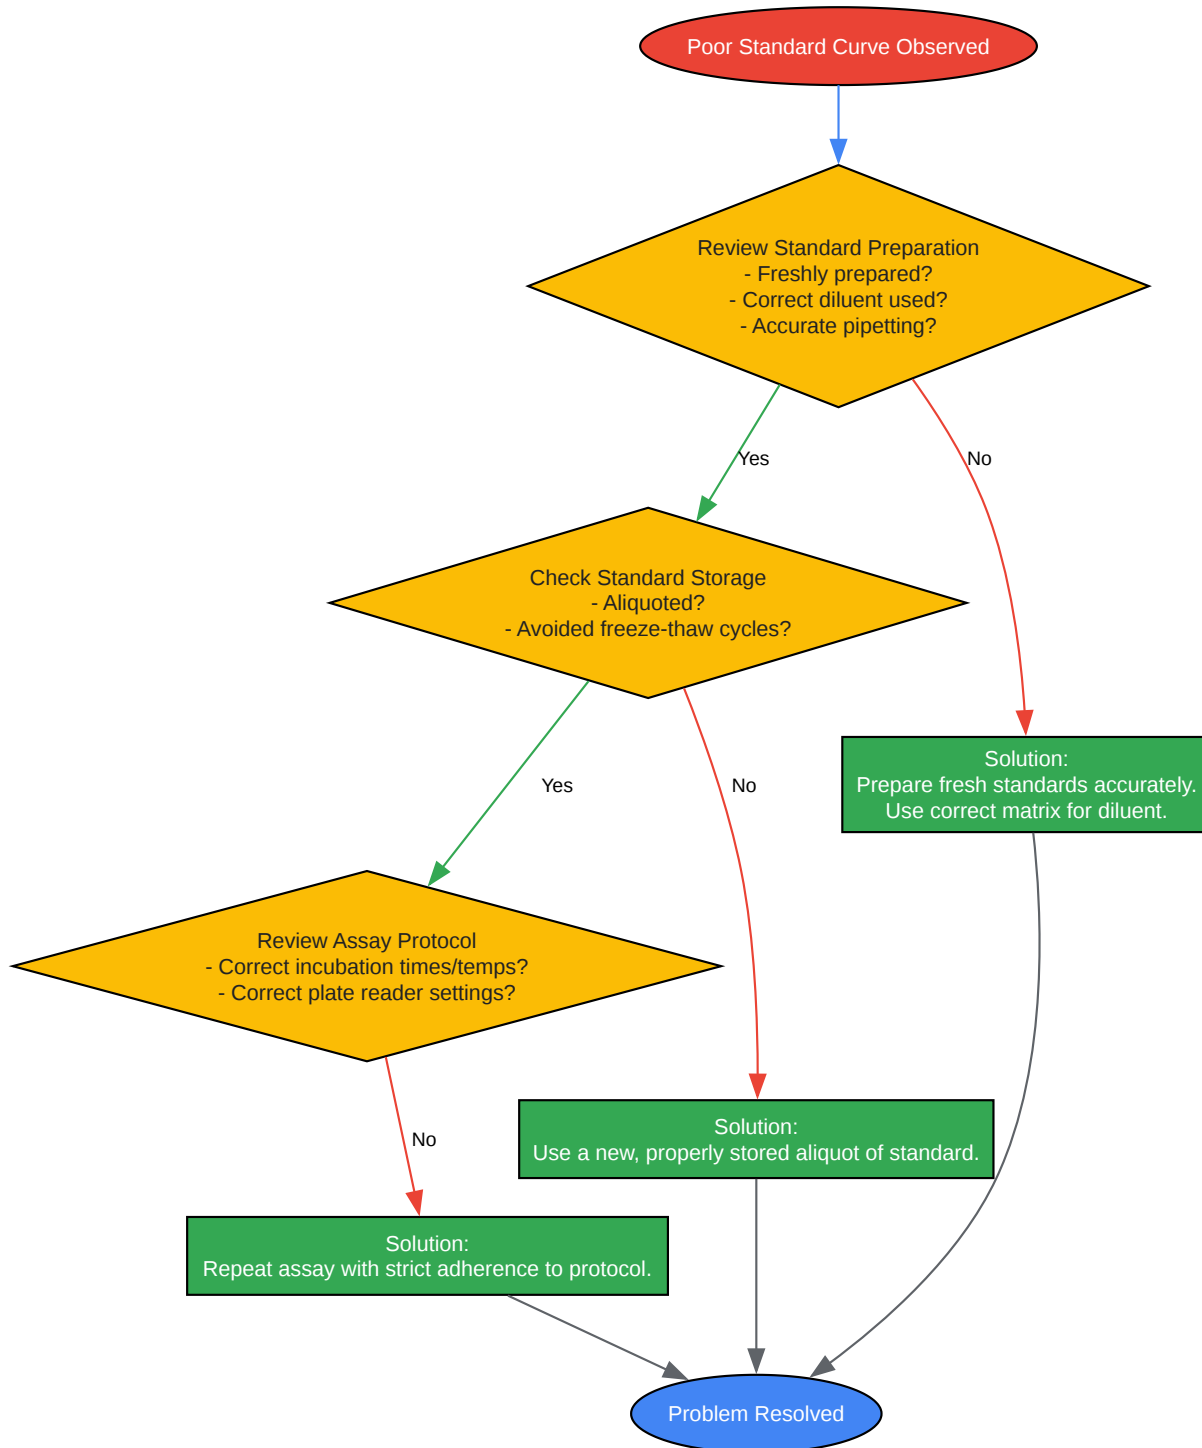 Poor Standard Curve Observed
Review Standard Preparation
- Freshly prepared?
- Correct diluent used?
- Accurate pipetting?
Yes
No
Check Standard Storage
- Aliquoted?
- Avoided freeze-thaw cycles?
Solution:
Prepare fresh standards accurately.
Use correct matrix for diluent.
Yes
No
Review Assay Protocol
- Correct incubation times/temps?
- Correct plate reader settings?
Solution:
Use a new, properly stored aliquot of standard.
No
Solution:
Repeat assay with strict adherence to protocol.
Problem Resolved